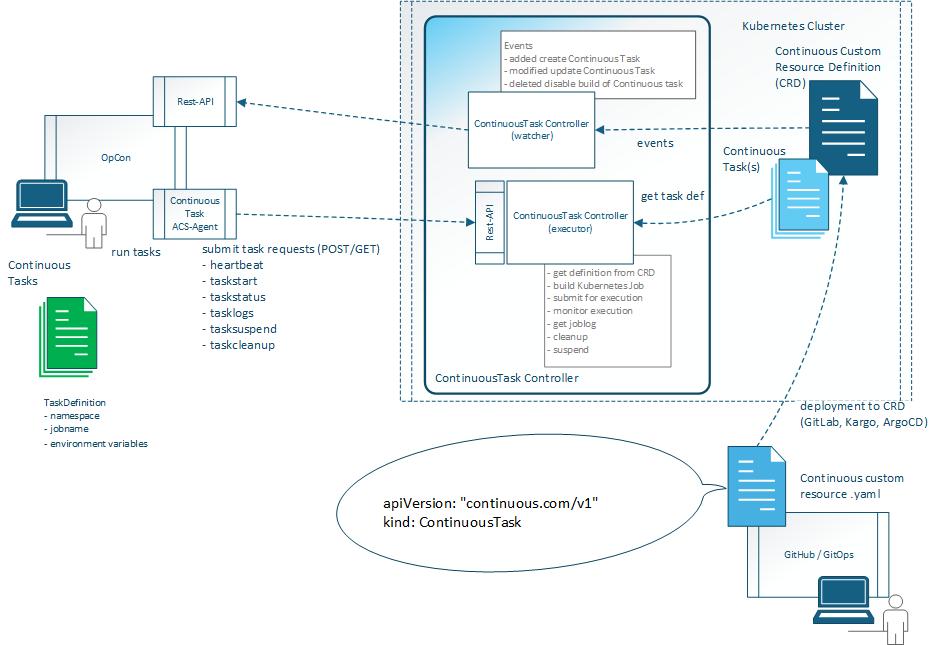 Kubernetes Cluster
Continuous Custom
Resource Definition
(CRD)
Events
- added create Continuous Task
- modified update Continuous Task
- deleted disable build of Continuous task
Rest-API
ContinuousTask Controller
(watcher)
events
OpCon
Continuous
Task(s)
Continuous
Task
ACS-Agent
Rest-API
ContinuousTask Controller
(executor)
get task def
run tasks
submit task requests (POST/GET)
- heartbeat
- taskstart
- taskstatus
- tasklogs
- tasksuspend
- taskcleanup
Continuous
Tasks
- get definition from CRD
- build Kubernetes Job
- submit for execution
- monitor execution
- get joblog
- cleanup
- suspend
ContinuousTask Controller
TaskDefinition
- namespace
- jobname
- environment variables
deployment to CRD
(GitLab, Kargo, ArgoCD)
apiVersion: "continuous.com/v1"
kind: ContinuousTask
Continuous custom
resource .yaml
GitHub / GitOps